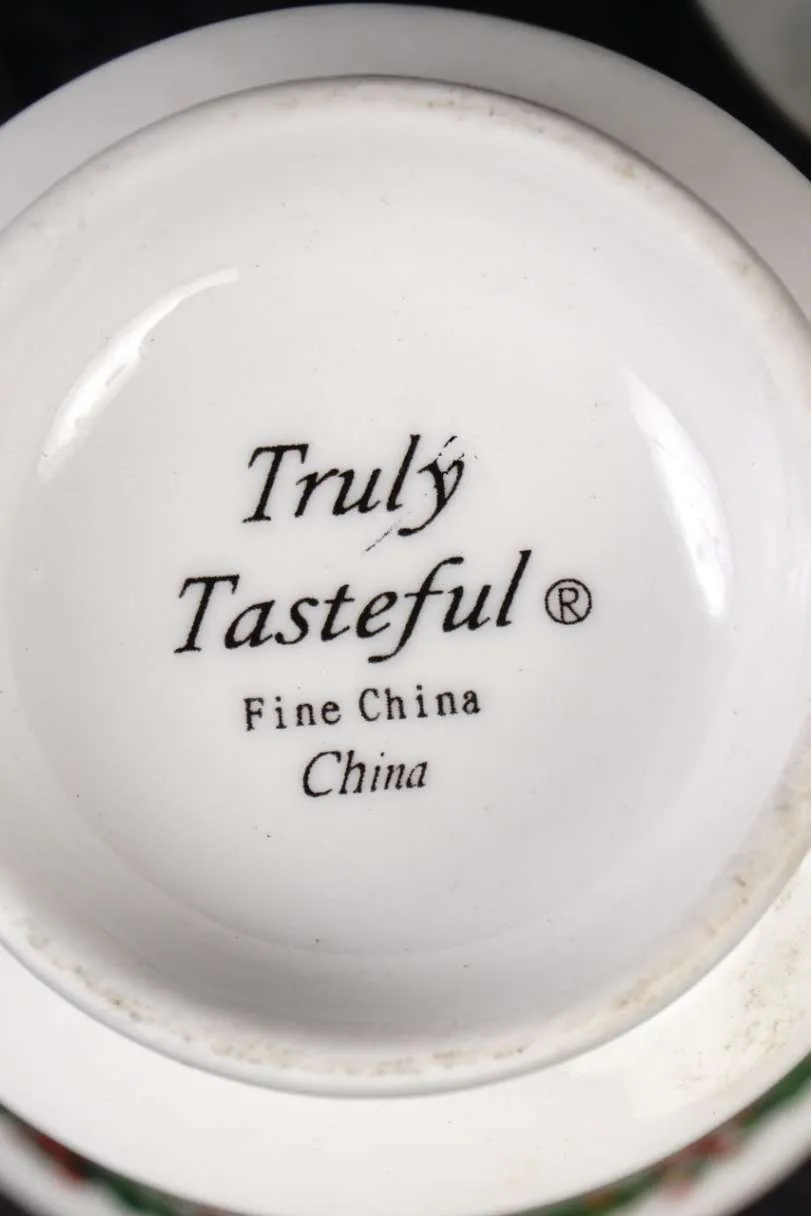 Truly
Tasteful ®
Fine China
China